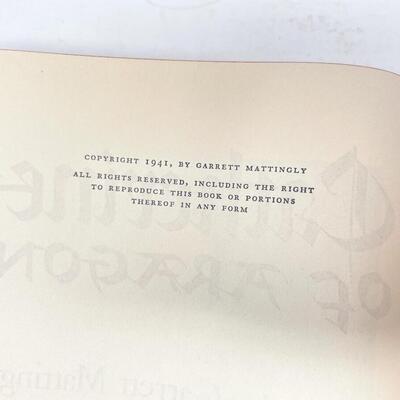 COPYRIGHT 1941, BY GARRETT MATTINGLY
ALL RIGHTS RESERVED, INCLUDING THE RIGHT
TO REPRODUCE THIS BOOK OR PORTIONS
THEREOF IN ANY FORM